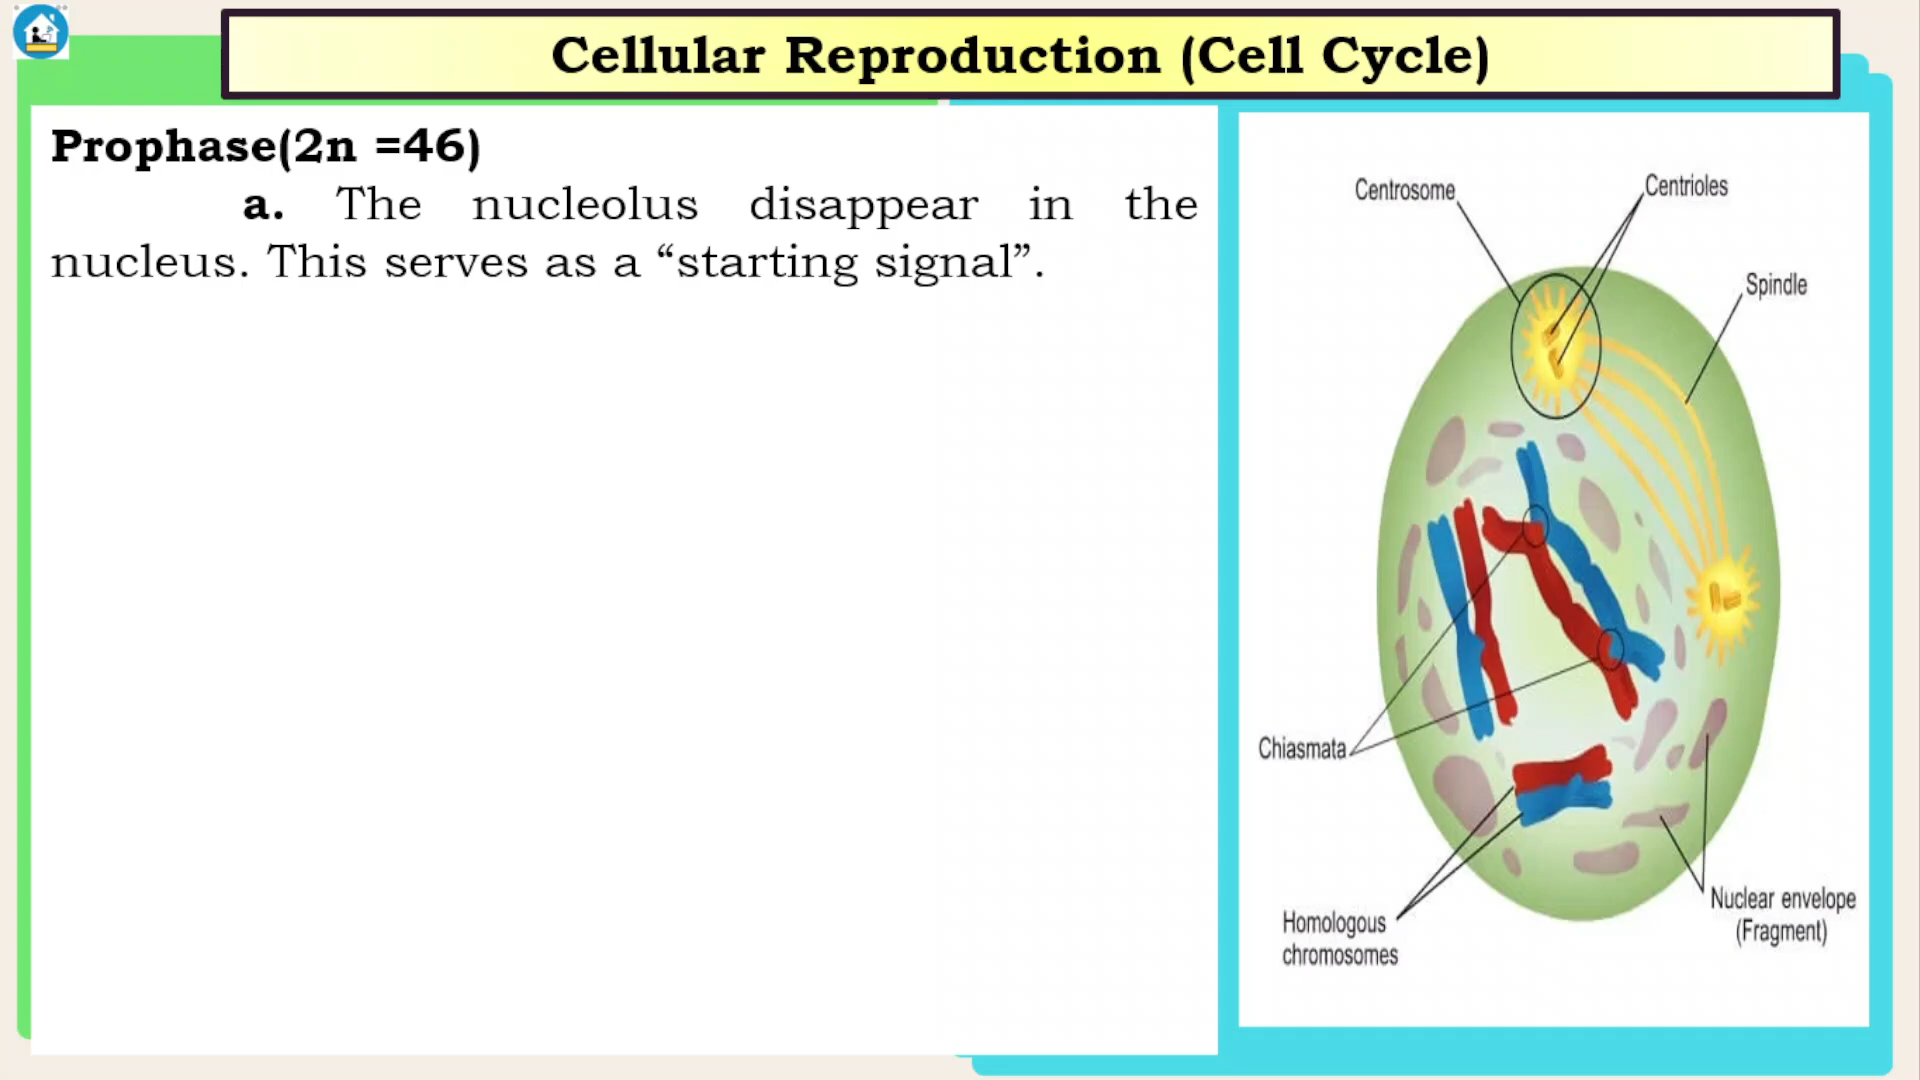 Cellular Reproduction (Cell Cycle)
Prophase(2n =46)
a. The nucleolus disappear in the
nucleus. This serves as a “starting signal”.
Centrosome
Centrioles
Spindle
Chiasmata
Homologous
chromosomes
Nuclear envelope
(Fragment)